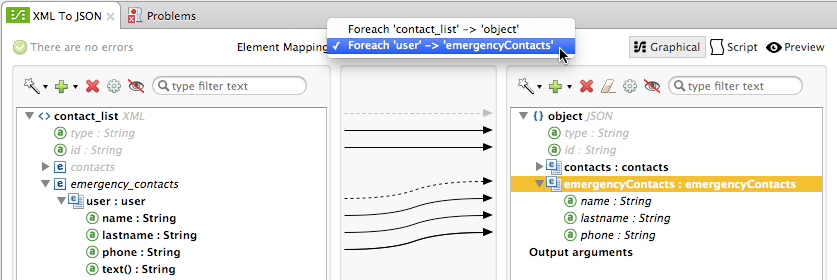 XML To JSON
Problems
There are no errors
Element Mapping
Foreach 'contact_list' -> 'object'
✓ Foreach 'user' -> 'emergencyContacts'
Graphical
Script
Preview
type filter text
type filter text
contact_list XML
type : String
id : String
contacts
emergency_contacts
user : user
name : String
lastname : String
phone : String
text() : String
object JSON
type : String
id : String
contacts : contacts
emergencyContacts : emergencyContacts
name : String
lastname : String
phone : String
Output arguments